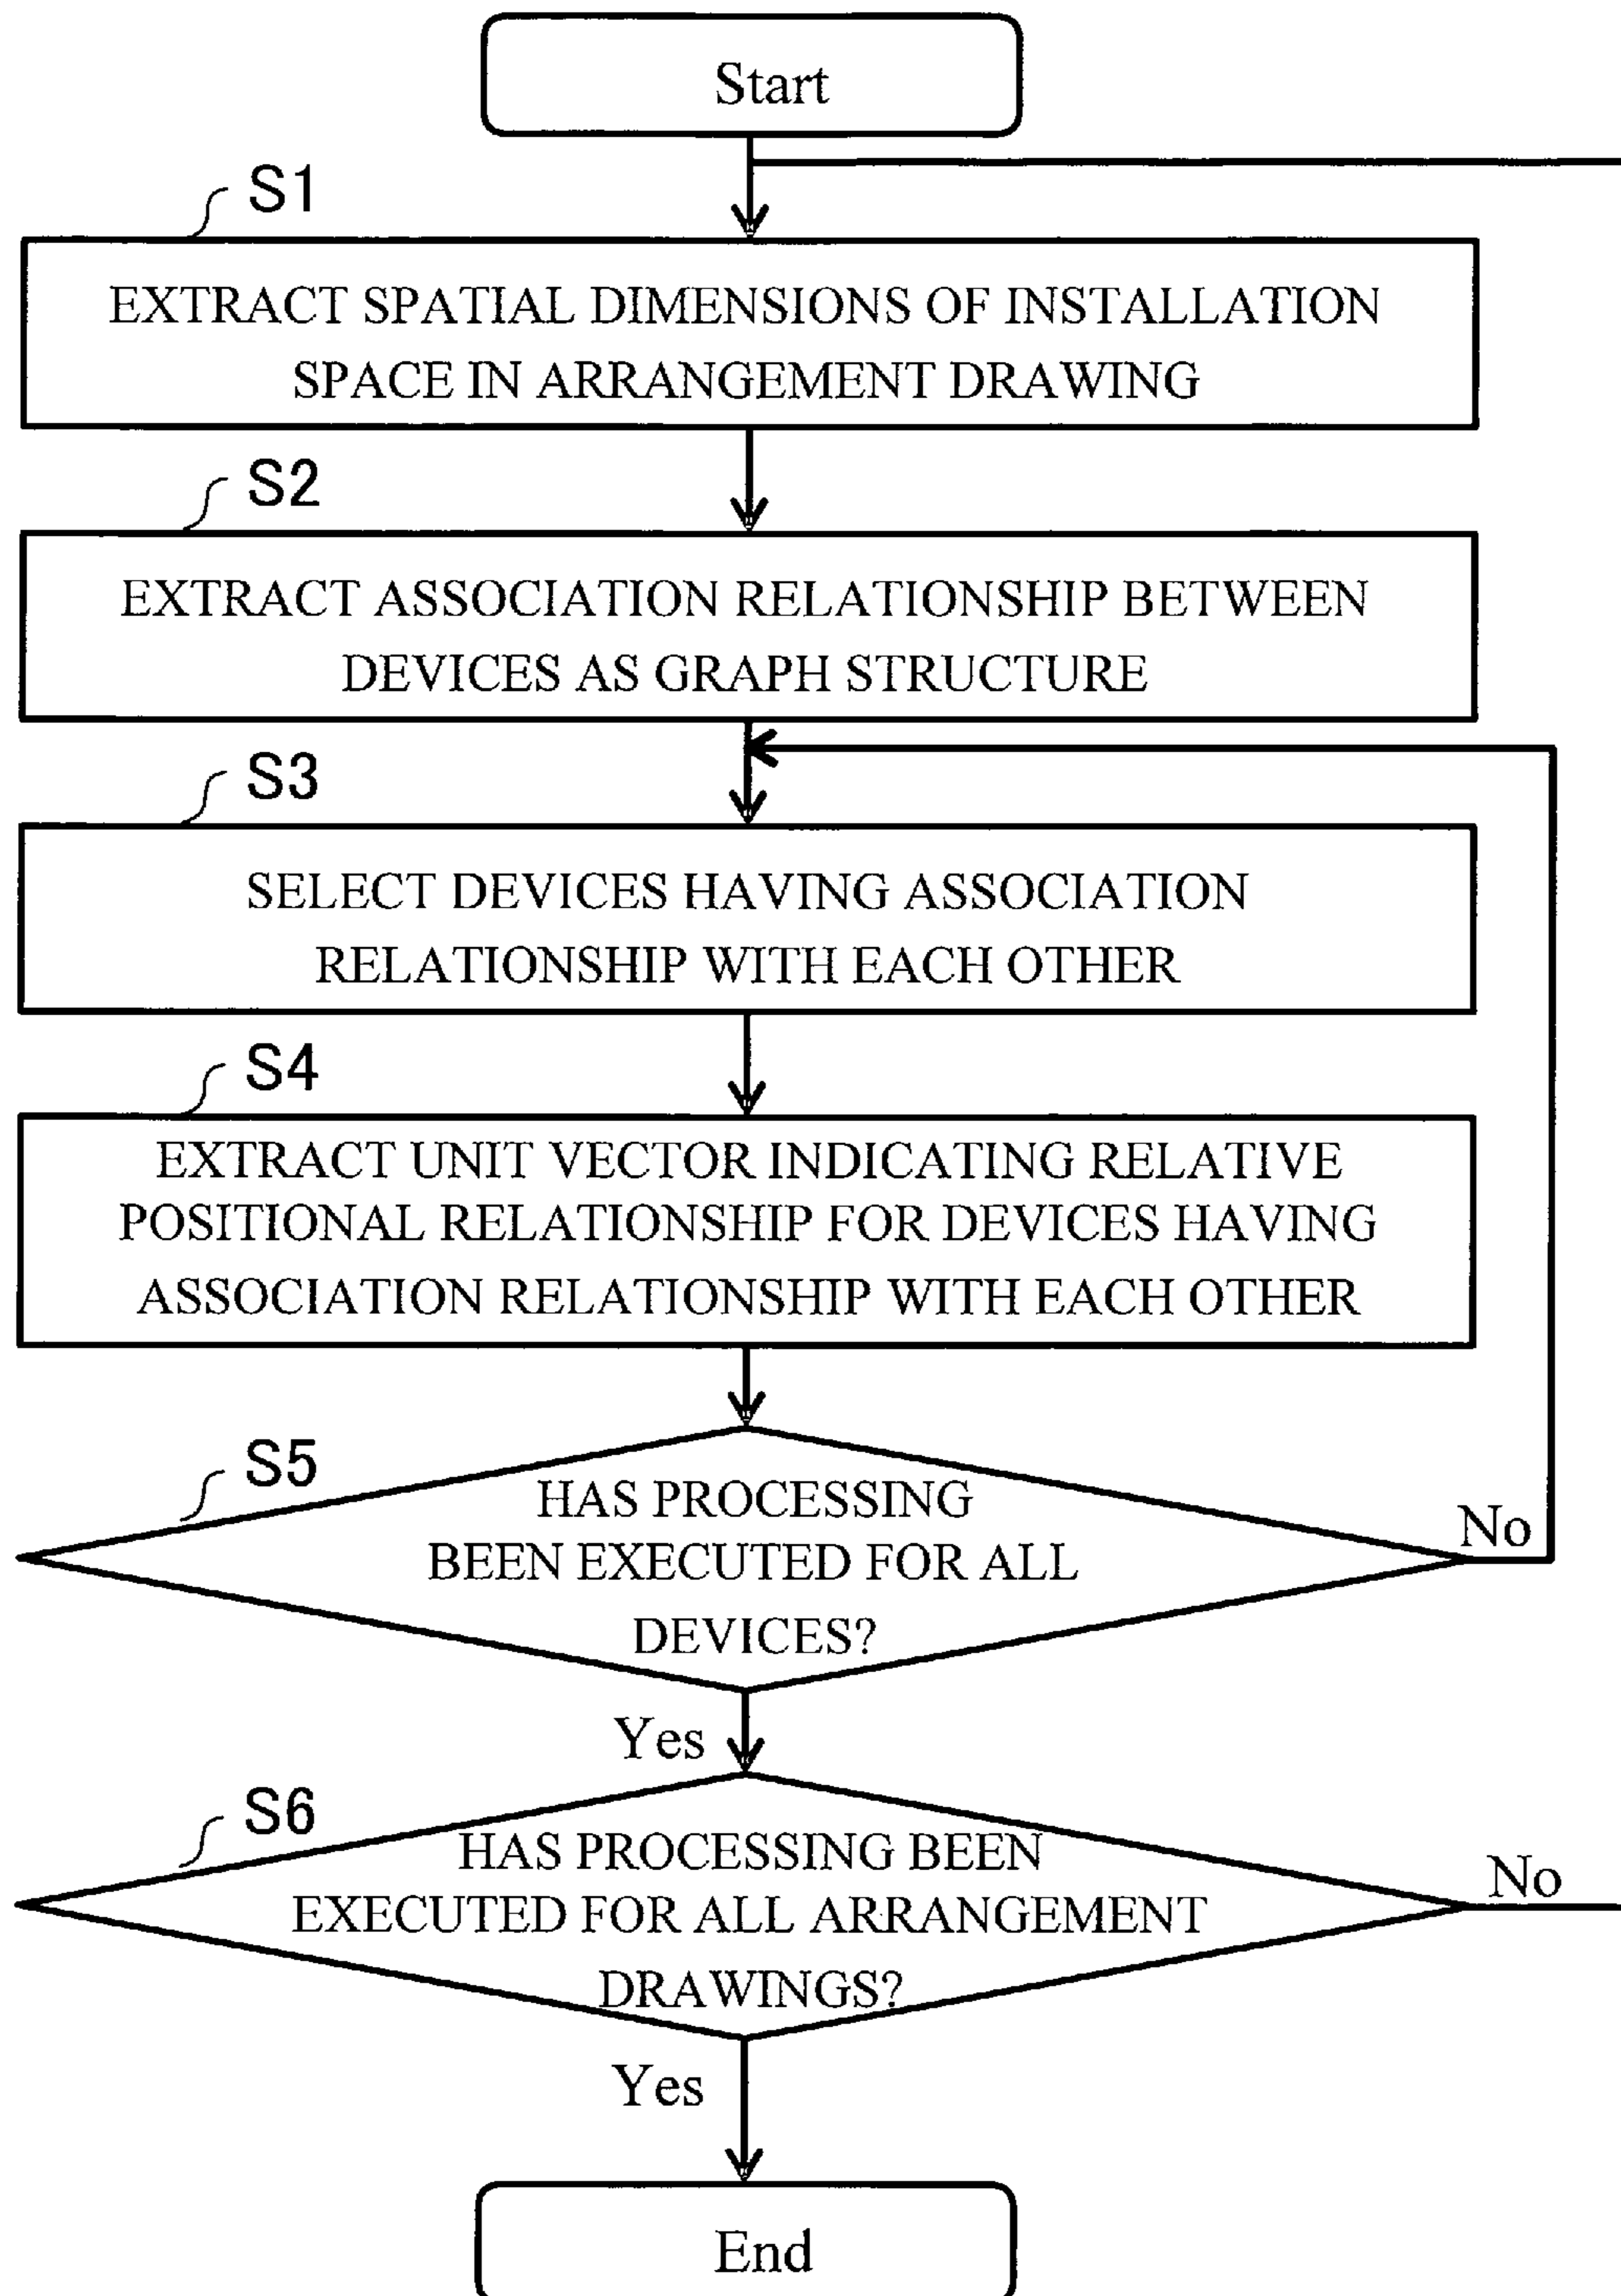 Start
S1
EXTRACT SPATIAL DIMENSIONS OF INSTALLATION
SPACE IN ARRANGEMENT DRAWING
S2
EXTRACT ASSOCIATION RELATIONSHIP BETWEEN
DEVICES AS GRAPH STRUCTURE
S3
SELECT DEVICES HAVING ASSOCIATION
RELATIONSHIP WITH EACH OTHER
S4
EXTRACT UNIT VECTOR INDICATING RELATIVE
POSITIONAL RELATIONSHIP FOR DEVICES HAVING
ASSOCIATION RELATIONSHIP WITH EACH OTHER
S5
HAS PROCESSING
BEEN EXECUTED FOR ALL
DEVICES?
No
Yes
S6
HAS PROCESSING BEEN
EXECUTED FOR ALL ARRANGEMENT
DRAWINGS?
No
Yes
End